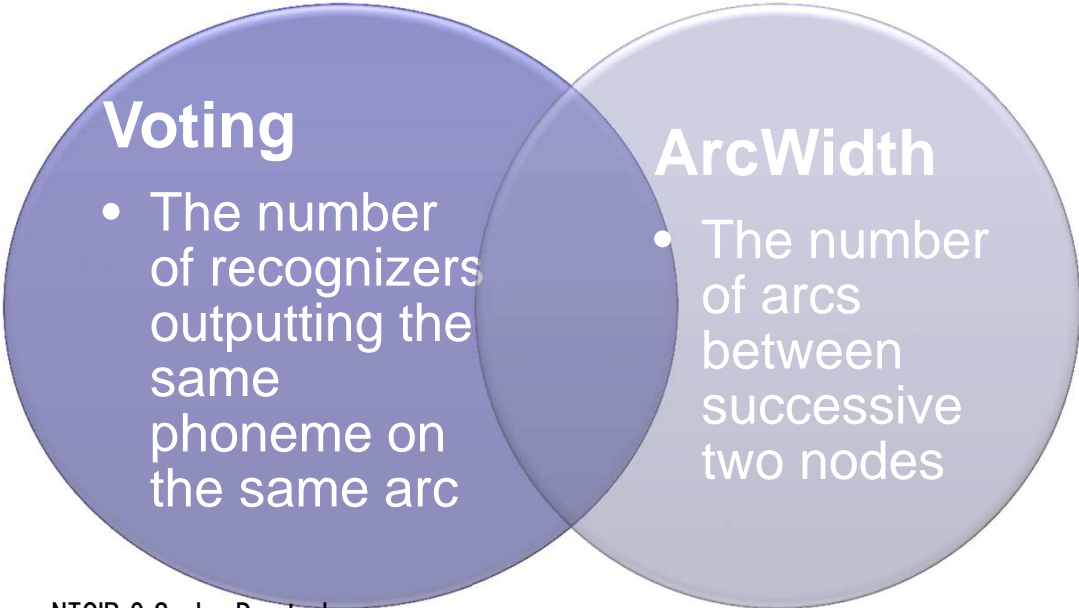 Voting
• The number
of recognizers
outputting the
same
phoneme on
the same arc
ArcWidth
• The number
of arcs
between
successive
two nodes